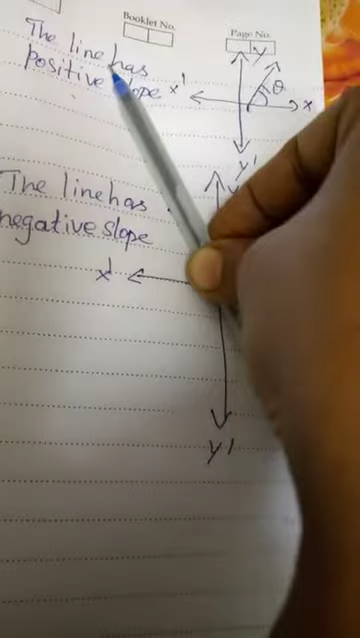 Booklet No.
Page No.
The line has
positive slope
y
θ
x' x
y'
The line has
negative slope
x'
y'